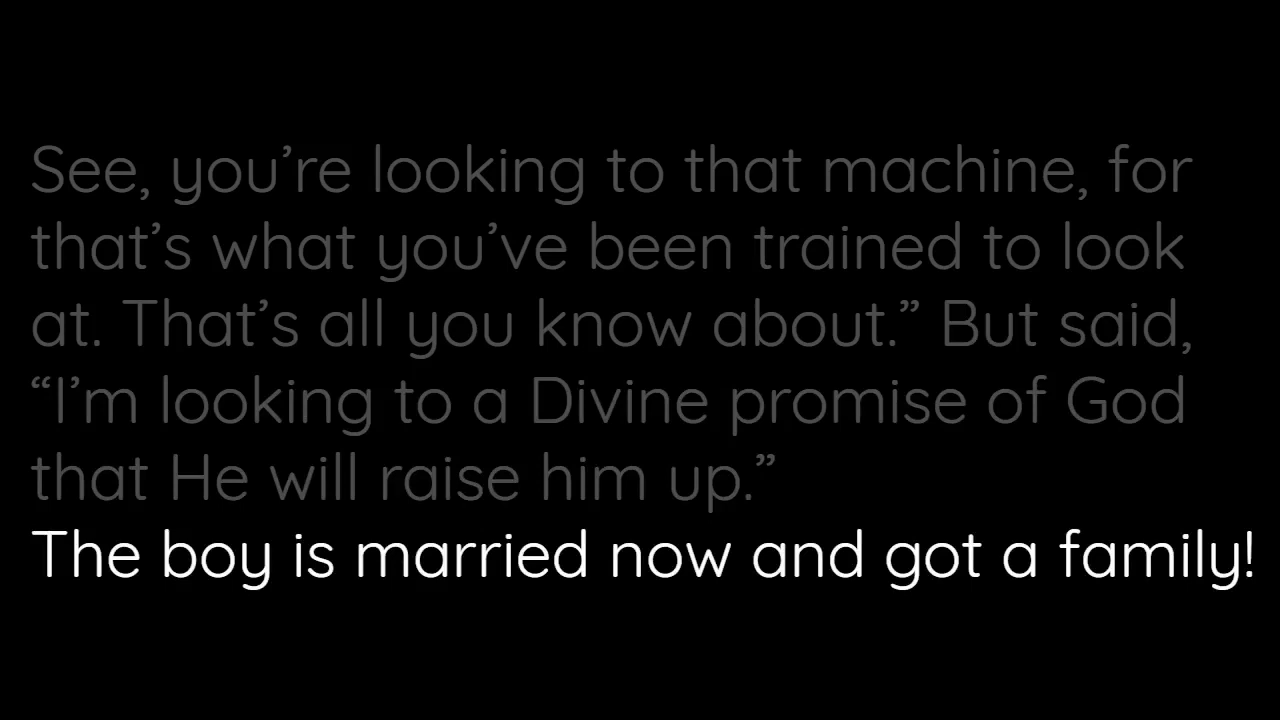 See, you’re looking to that machine, for
that’s what you’ve been trained to look
at. That’s all you know about.” But said,
“I’m looking to a Divine promise of God
that He will raise him up.”
The boy is married now and got a family!